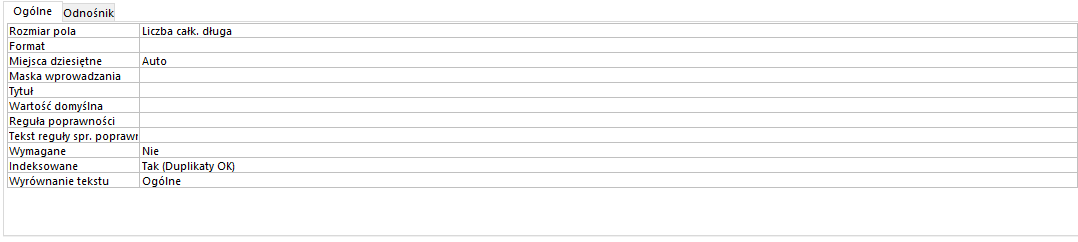 Ogólne Odnośnik
Rozmiar pola Liczba całk. długa
Format
Miejsca dziesiętne Auto
Maska wprowadzania
Tytuł
Wartość domyślna
Reguła poprawności
Tekst reguły spr. poprawn
Wymagane Nie
Indeksowane Tak (Duplikaty OK)
Wyrównanie tekstu Ogólne